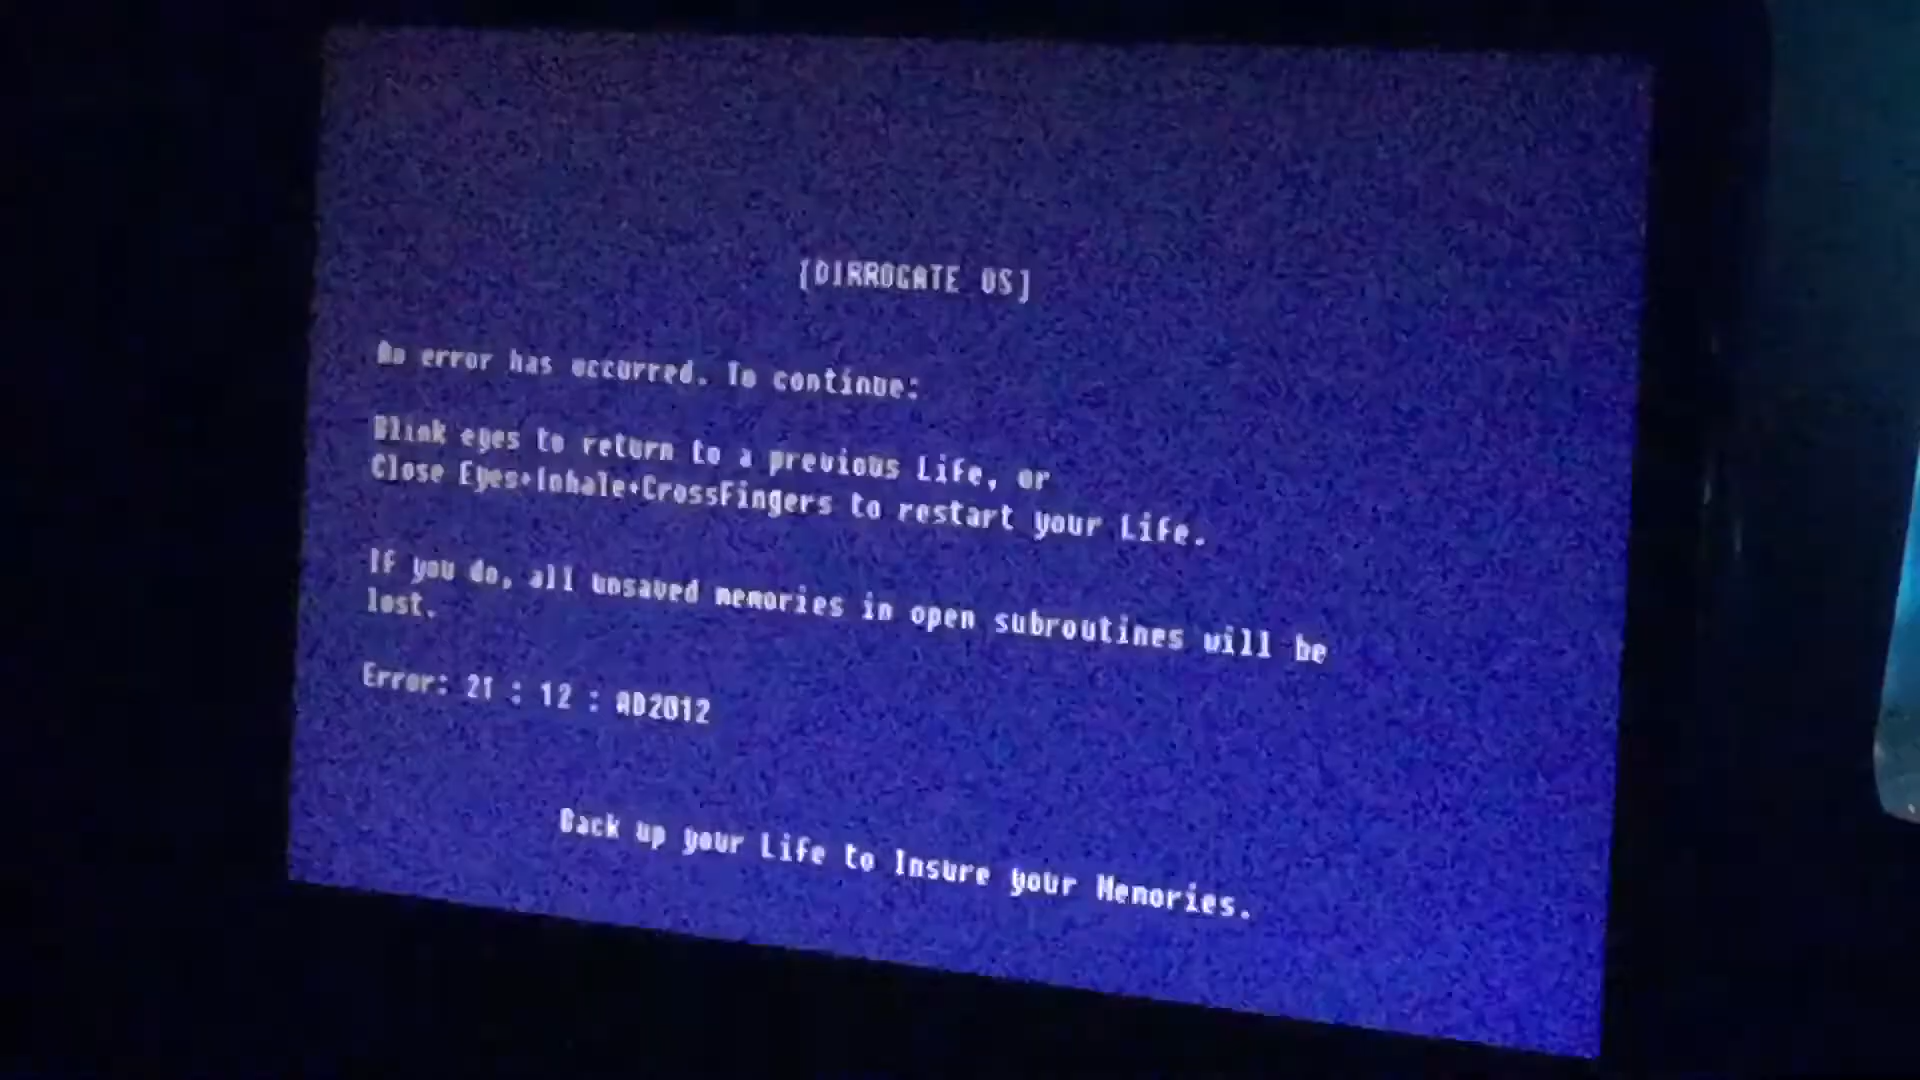 [DIRROGATE OS]
An error has occurred. To continue:
Blink eyes to return to a previous Life, or
Close Eyes+Inhale+CrossFingers to restart your Life.
If you do, all unsaved memories in open subroutines will be
lost.
Error: 21 : 12 : AD2012
Back up your Life to Insure your Memories.